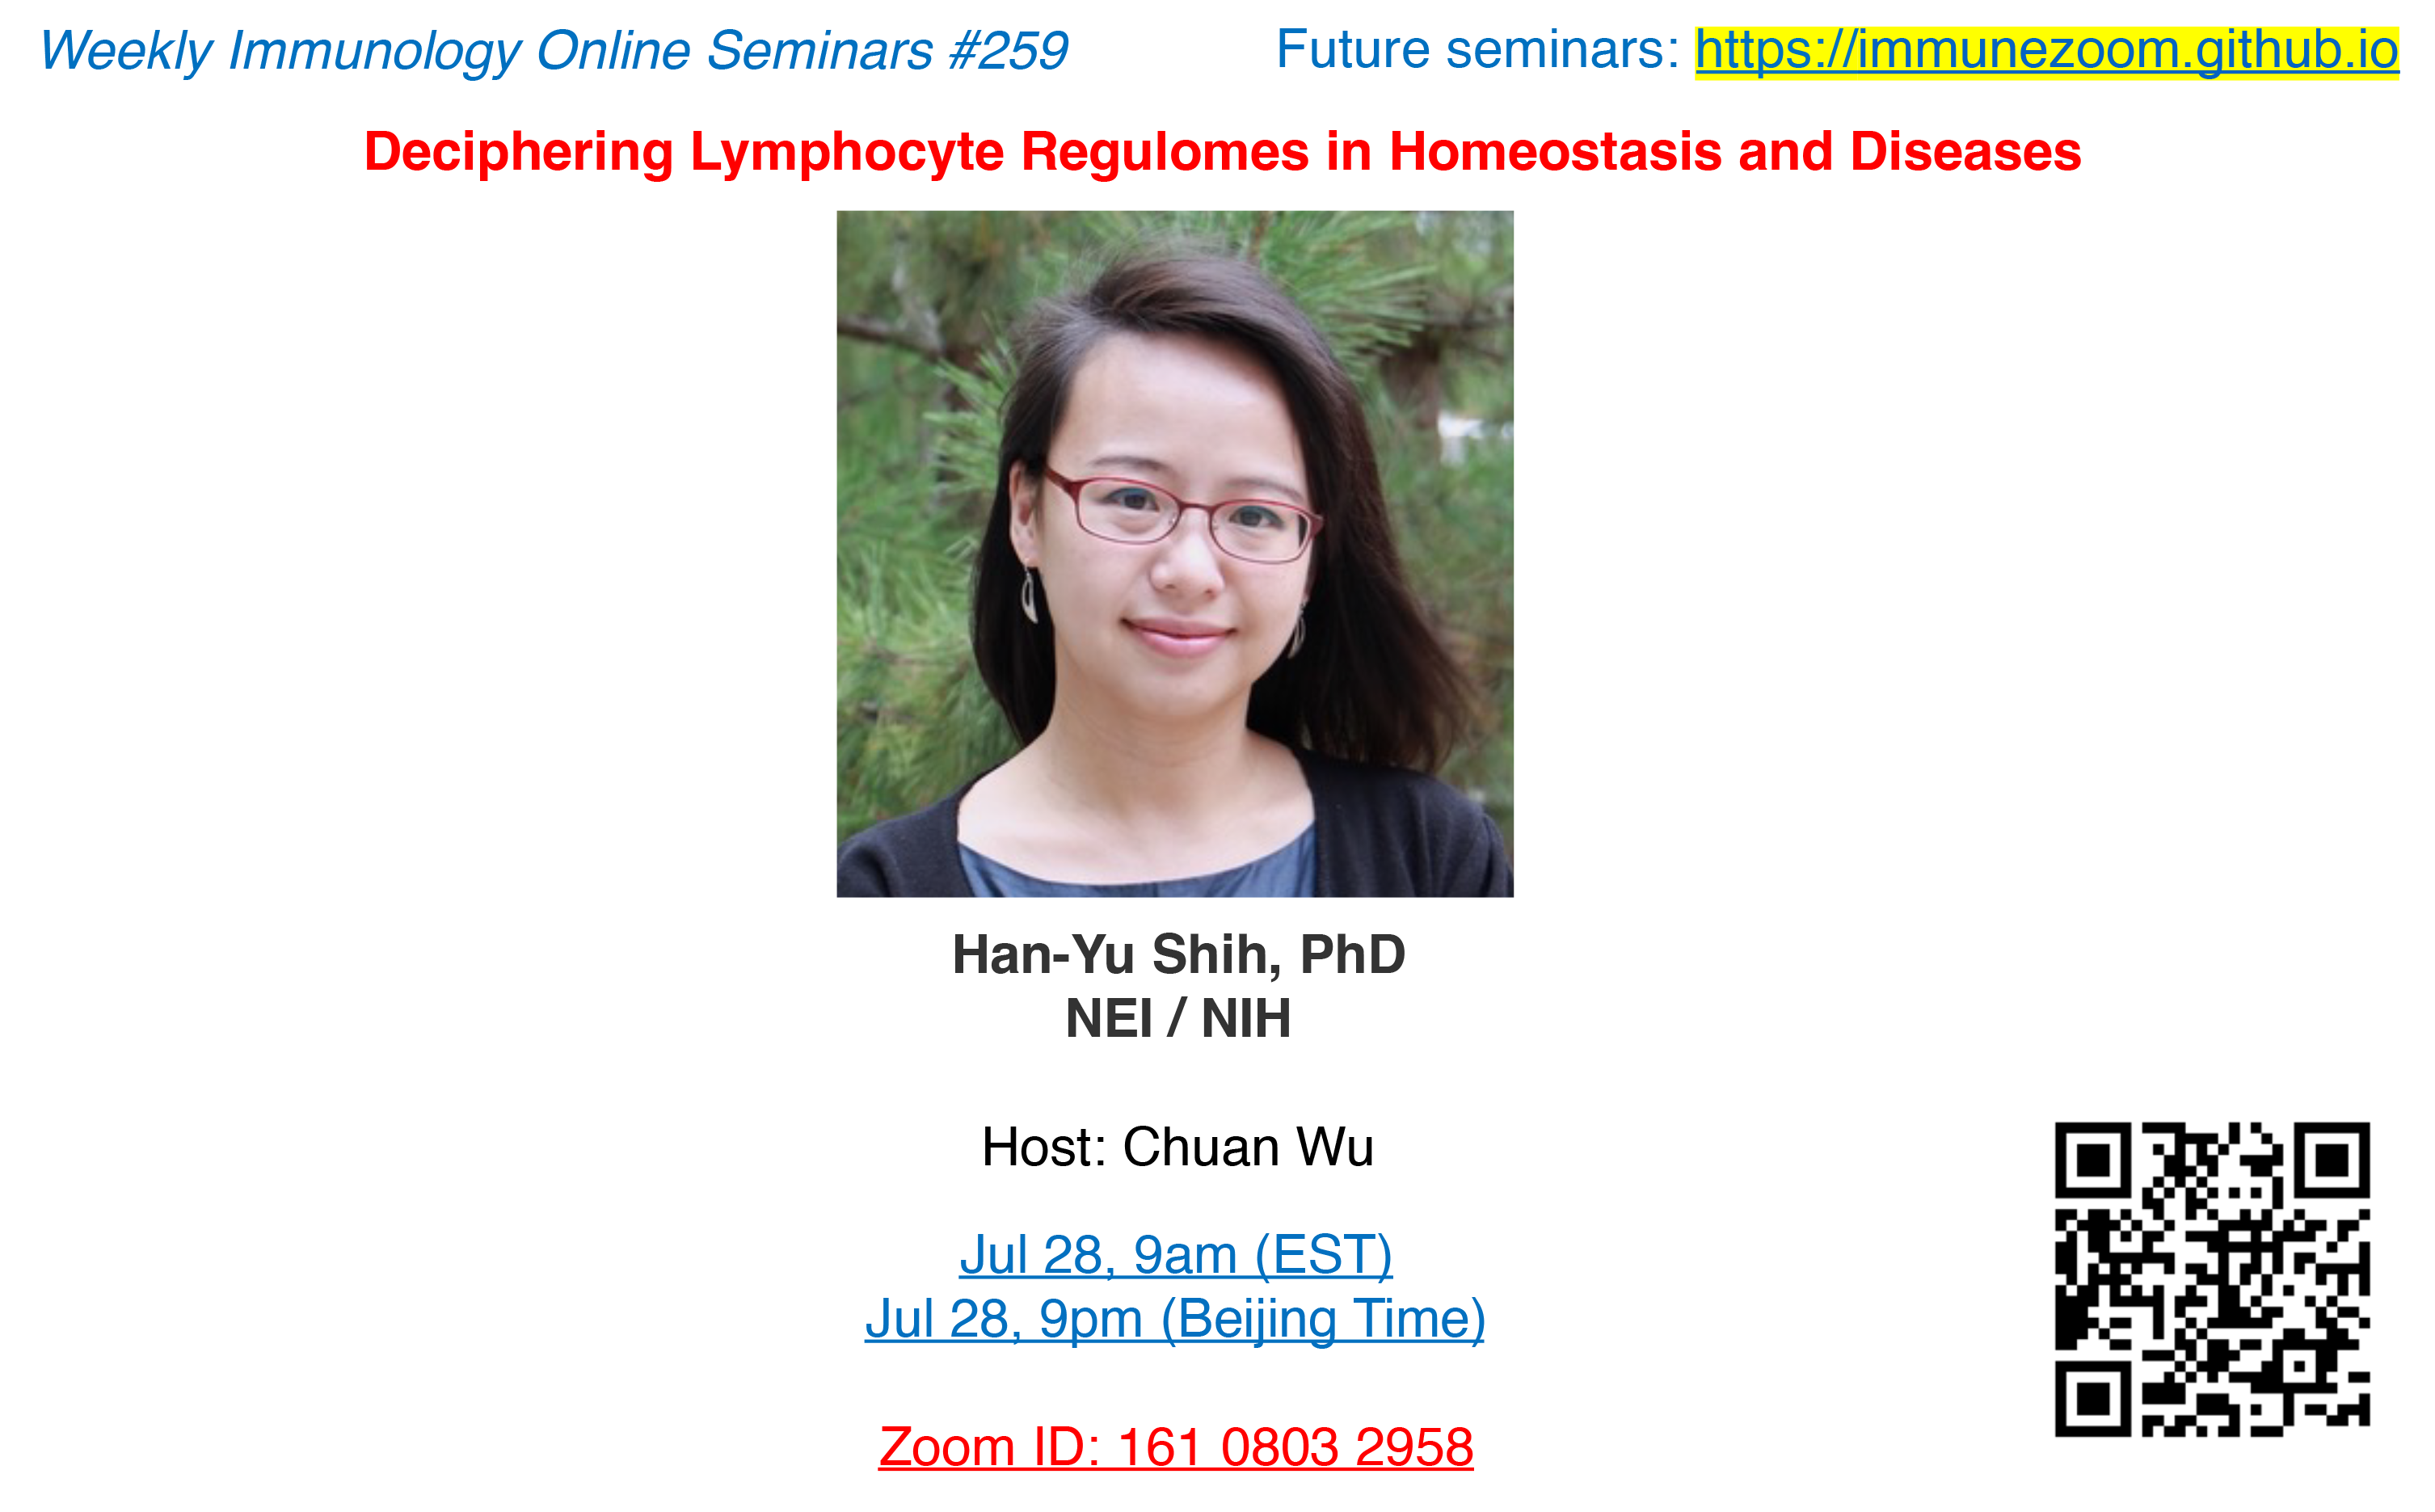 Weekly Immunology Online Seminars #259
Future seminars: https://immunezoom.github.io
Deciphering Lymphocyte Regulomes in Homeostasis and Diseases
Han-Yu Shih, PhD
NEI / NIH
Host: Chuan Wu
Jul 28, 9am (EST)
Jul 28, 9pm (Beijing Time)
Zoom ID: 161 0803 2958